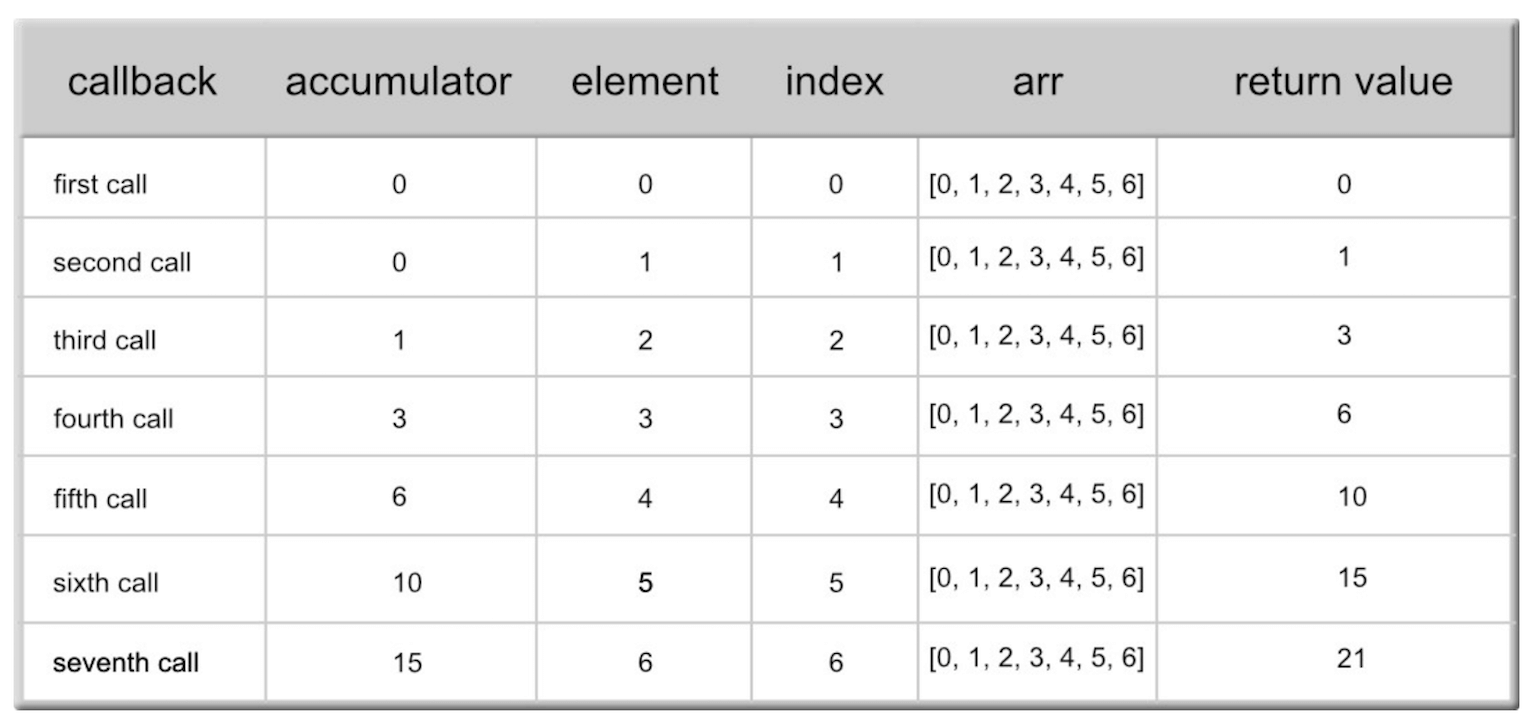 callback accumulator element index arr return value
first call 0 0 0 [0, 1, 2, 3, 4, 5, 6] 0
second call 0 1 1 [0, 1, 2, 3, 4, 5, 6] 1
third call 1 2 2 [0, 1, 2, 3, 4, 5, 6] 3
fourth call 3 3 3 [0, 1, 2, 3, 4, 5, 6] 6
fifth call 6 4 4 [0, 1, 2, 3, 4, 5, 6] 10
sixth call 10 5 5 [0, 1, 2, 3, 4, 5, 6] 15
seventh call 15 6 6 [0, 1, 2, 3, 4, 5, 6] 21